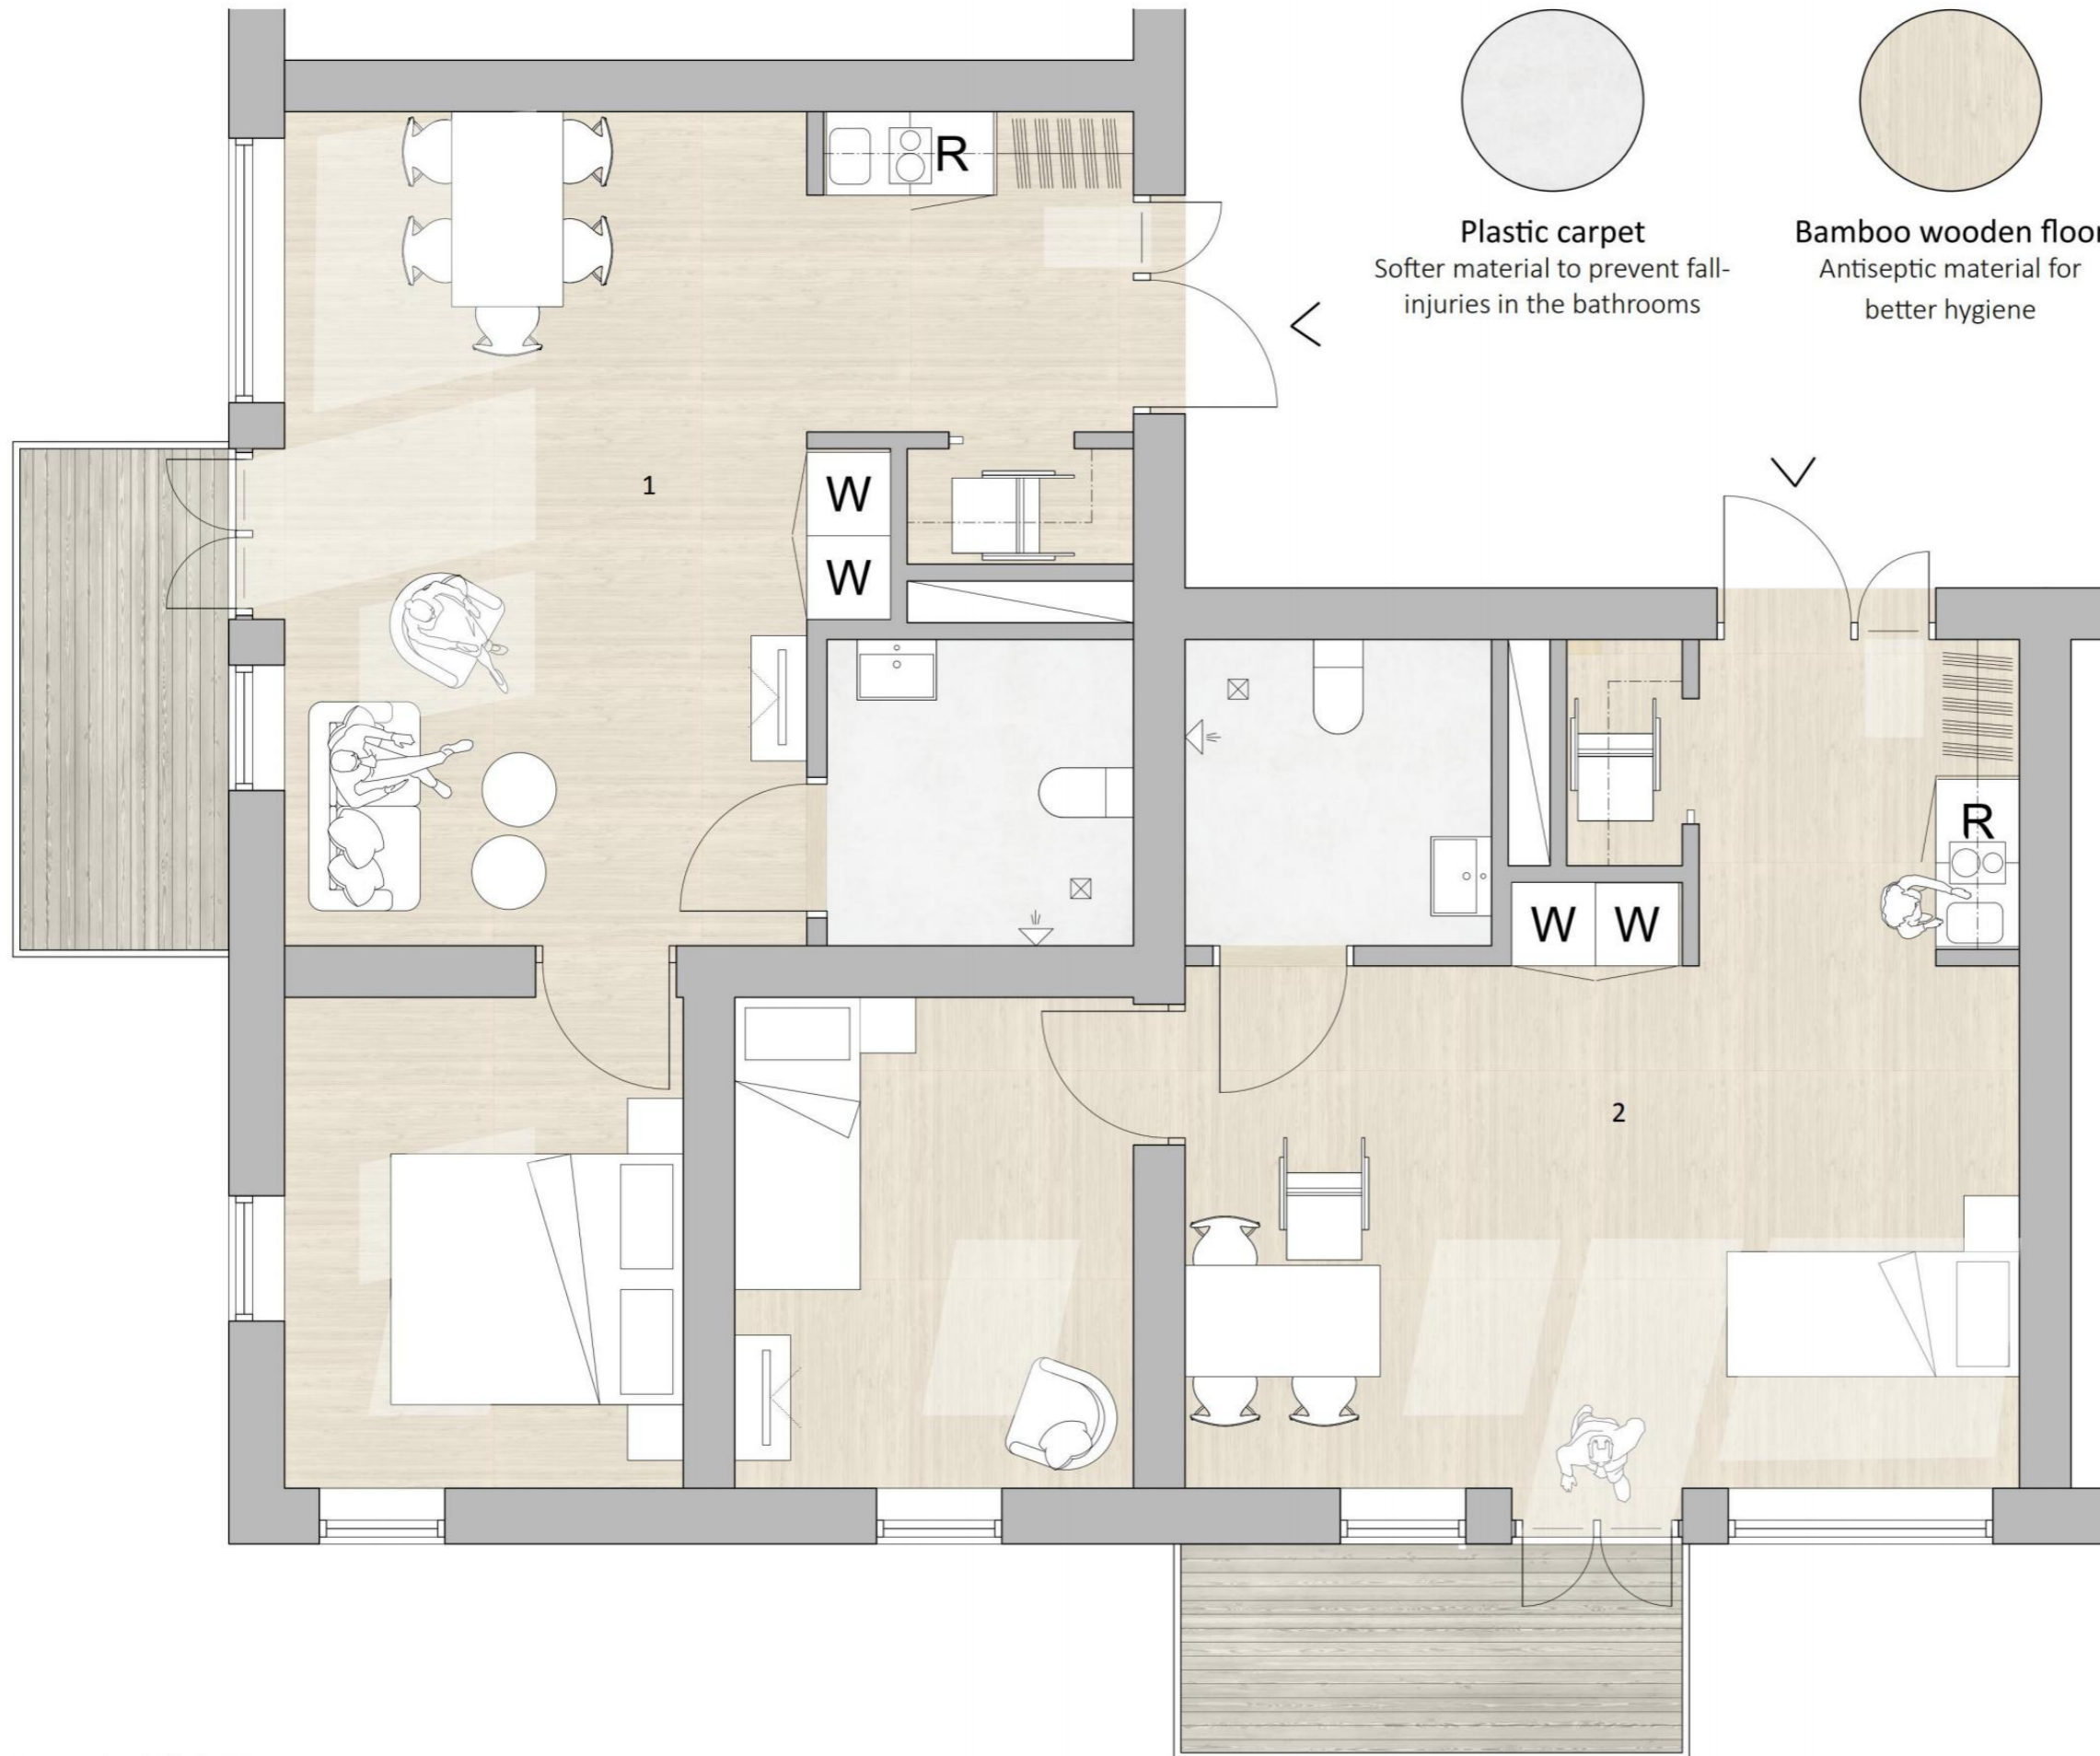 R
Plastic carpet
Softer material to prevent fall-
injuries in the bathrooms
Bamboo wooden floor
Antiseptic material for
better hygiene
1
W
W
R
W W
2